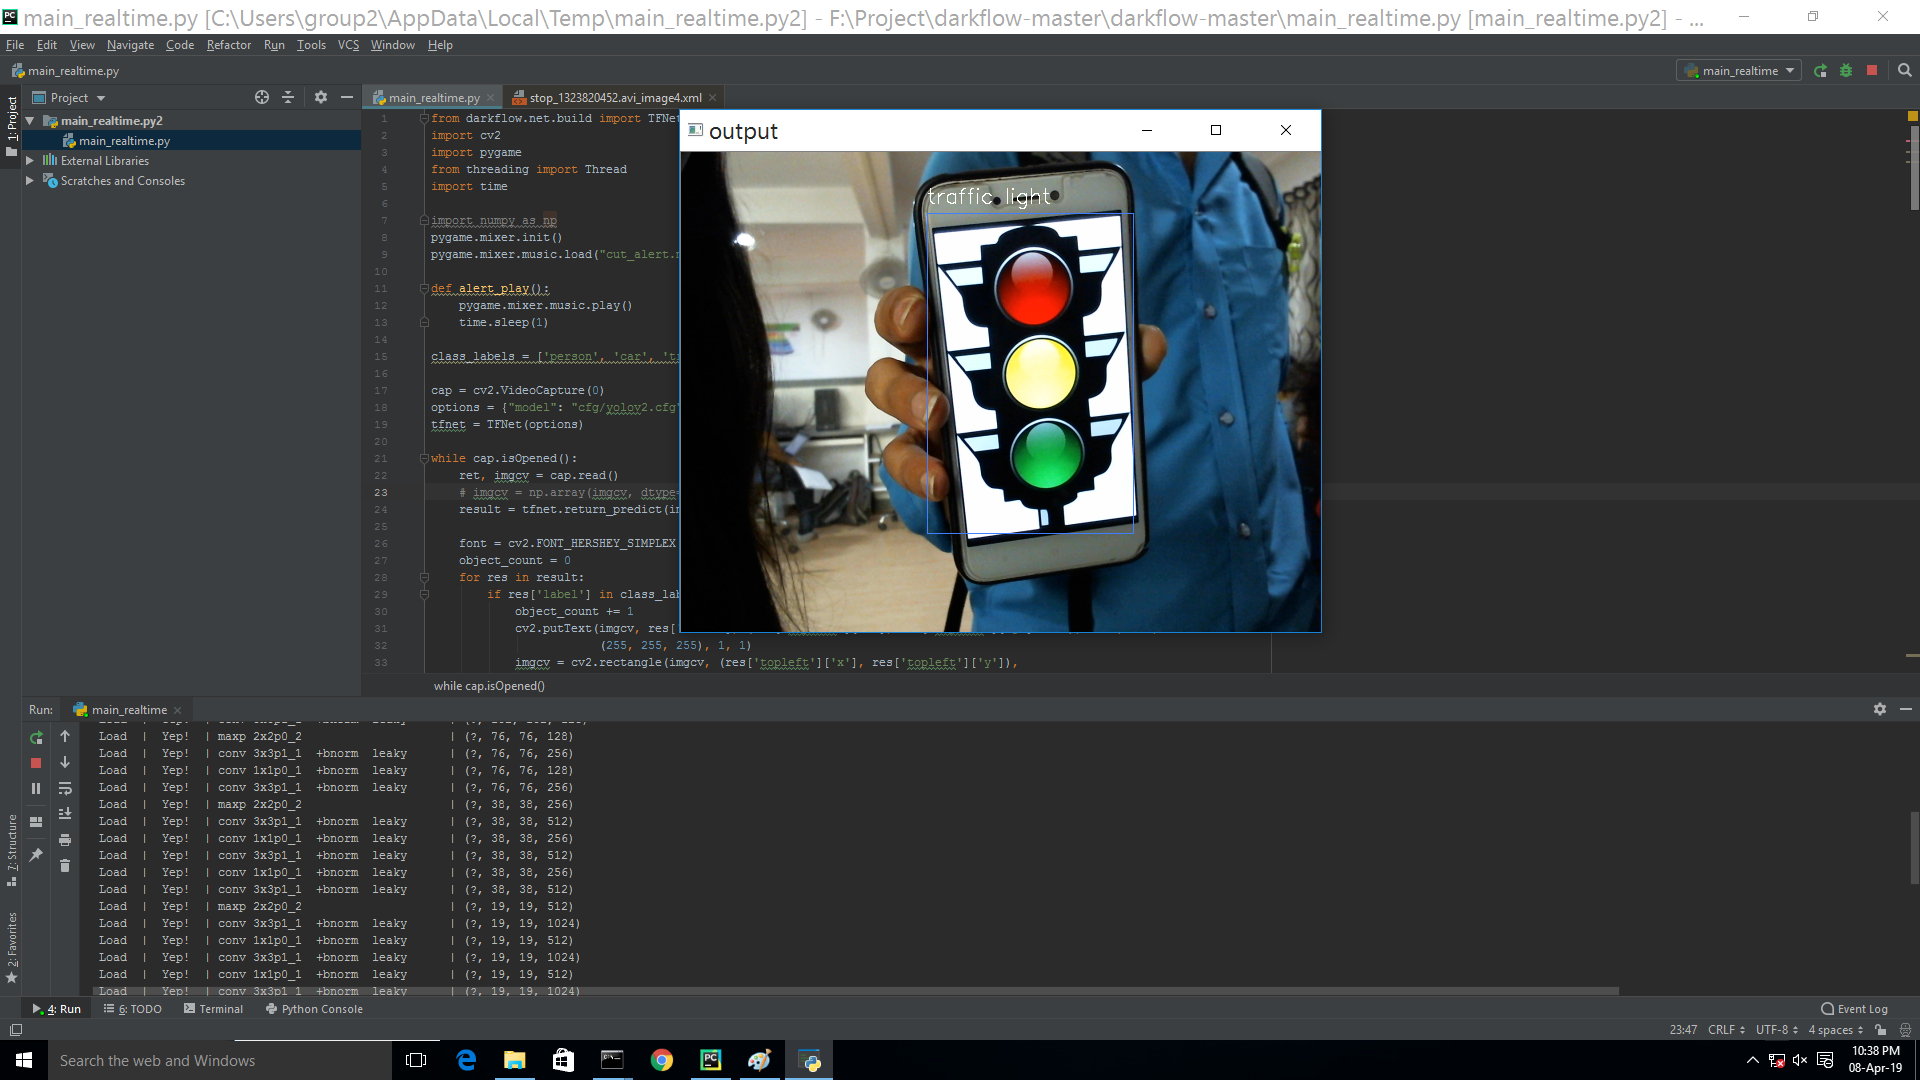 main_realtime.py [C:\Users\group2\AppData\Local\Temp\main_realtime.py2] - F:\Project\darkflow-master\darkflow-master\main_realtime.py [main_realtime.py2] - ...
File Edit View Navigate Code Refactor Run Tools VCS Window Help
main_realtime.py
main_realtime
1: Project
Project
main_realtime.py
stop_1323820452.avi_image4.xml
main_realtime.py2
main_realtime.py
External Libraries
Scratches and Consoles
1 from darkflow.net.build import TFNet
2 import cv2
3 import pygame
4 from threading import Thread
5 import time
6
7 import numpy as np
8 pygame.mixer.init()
9 pygame.mixer.music.load("cut_alert.
10
11 def alert_play():
12 pygame.mixer.music.play()
13 time.sleep(1)
14
15 class_labels = ['person', 'car', 't
16
17 cap = cv2.VideoCapture(0)
18 options = {"model": "cfg/yolov2.cfg"
19 tfnet = TFNet(options)
20
21 while cap.isOpened():
22 ret, imgcv = cap.read()
23 # imgcv = np.array(imgcv, dtype=
24 result = tfnet.return_predict(im
25
26 font = cv2.FONT_HERSHEY_SIMPLEX
27 object_count = 0
28 for res in result:
29 if res['label'] in class_lab
30 object_count += 1
31 cv2.putText(imgcv, res['
32 (255, 255, 255), 1, 1)
33 imgcv = cv2.rectangle(imgcv, (res['topleft']['x'], res['topleft']['y']),
while cap.isOpened()
output
traffic light
Run: main_realtime
Load | Yep! | maxp 2x2p0_2 | (?, 76, 76, 128)
Load | Yep! | conv 3x3p1_1 +bnorm leaky | (?, 76, 76, 256)
Load | Yep! | conv 1x1p0_1 +bnorm leaky | (?, 76, 76, 128)
Load | Yep! | conv 3x3p1_1 +bnorm leaky | (?, 76, 76, 256)
Load | Yep! | maxp 2x2p0_2 | (?, 38, 38, 256)
Load | Yep! | conv 3x3p1_1 +bnorm leaky | (?, 38, 38, 512)
Load | Yep! | conv 1x1p0_1 +bnorm leaky | (?, 38, 38, 256)
Load | Yep! | conv 3x3p1_1 +bnorm leaky | (?, 38, 38, 512)
Load | Yep! | conv 1x1p0_1 +bnorm leaky | (?, 38, 38, 256)
Load | Yep! | conv 3x3p1_1 +bnorm leaky | (?, 38, 38, 512)
Load | Yep! | maxp 2x2p0_2 | (?, 19, 19, 512)
Load | Yep! | conv 3x3p1_1 +bnorm leaky | (?, 19, 19, 1024)
Load | Yep! | conv 1x1p0_1 +bnorm leaky | (?, 19, 19, 512)
Load | Yep! | conv 3x3p1_1 +bnorm leaky | (?, 19, 19, 1024)
Load | Yep! | conv 1x1p0_1 +bnorm leaky | (?, 19, 19, 512)
Load | Yep! | conv 3x3p1_1 +bnorm leaky | (?, 19, 19, 1024)
7: Structure
2: Favorites
4: Run 6: TODO Terminal Python Console Event Log
23:47 CRLF UTF-8 4 spaces
Search the web and Windows
10:38 PM
08-Apr-19